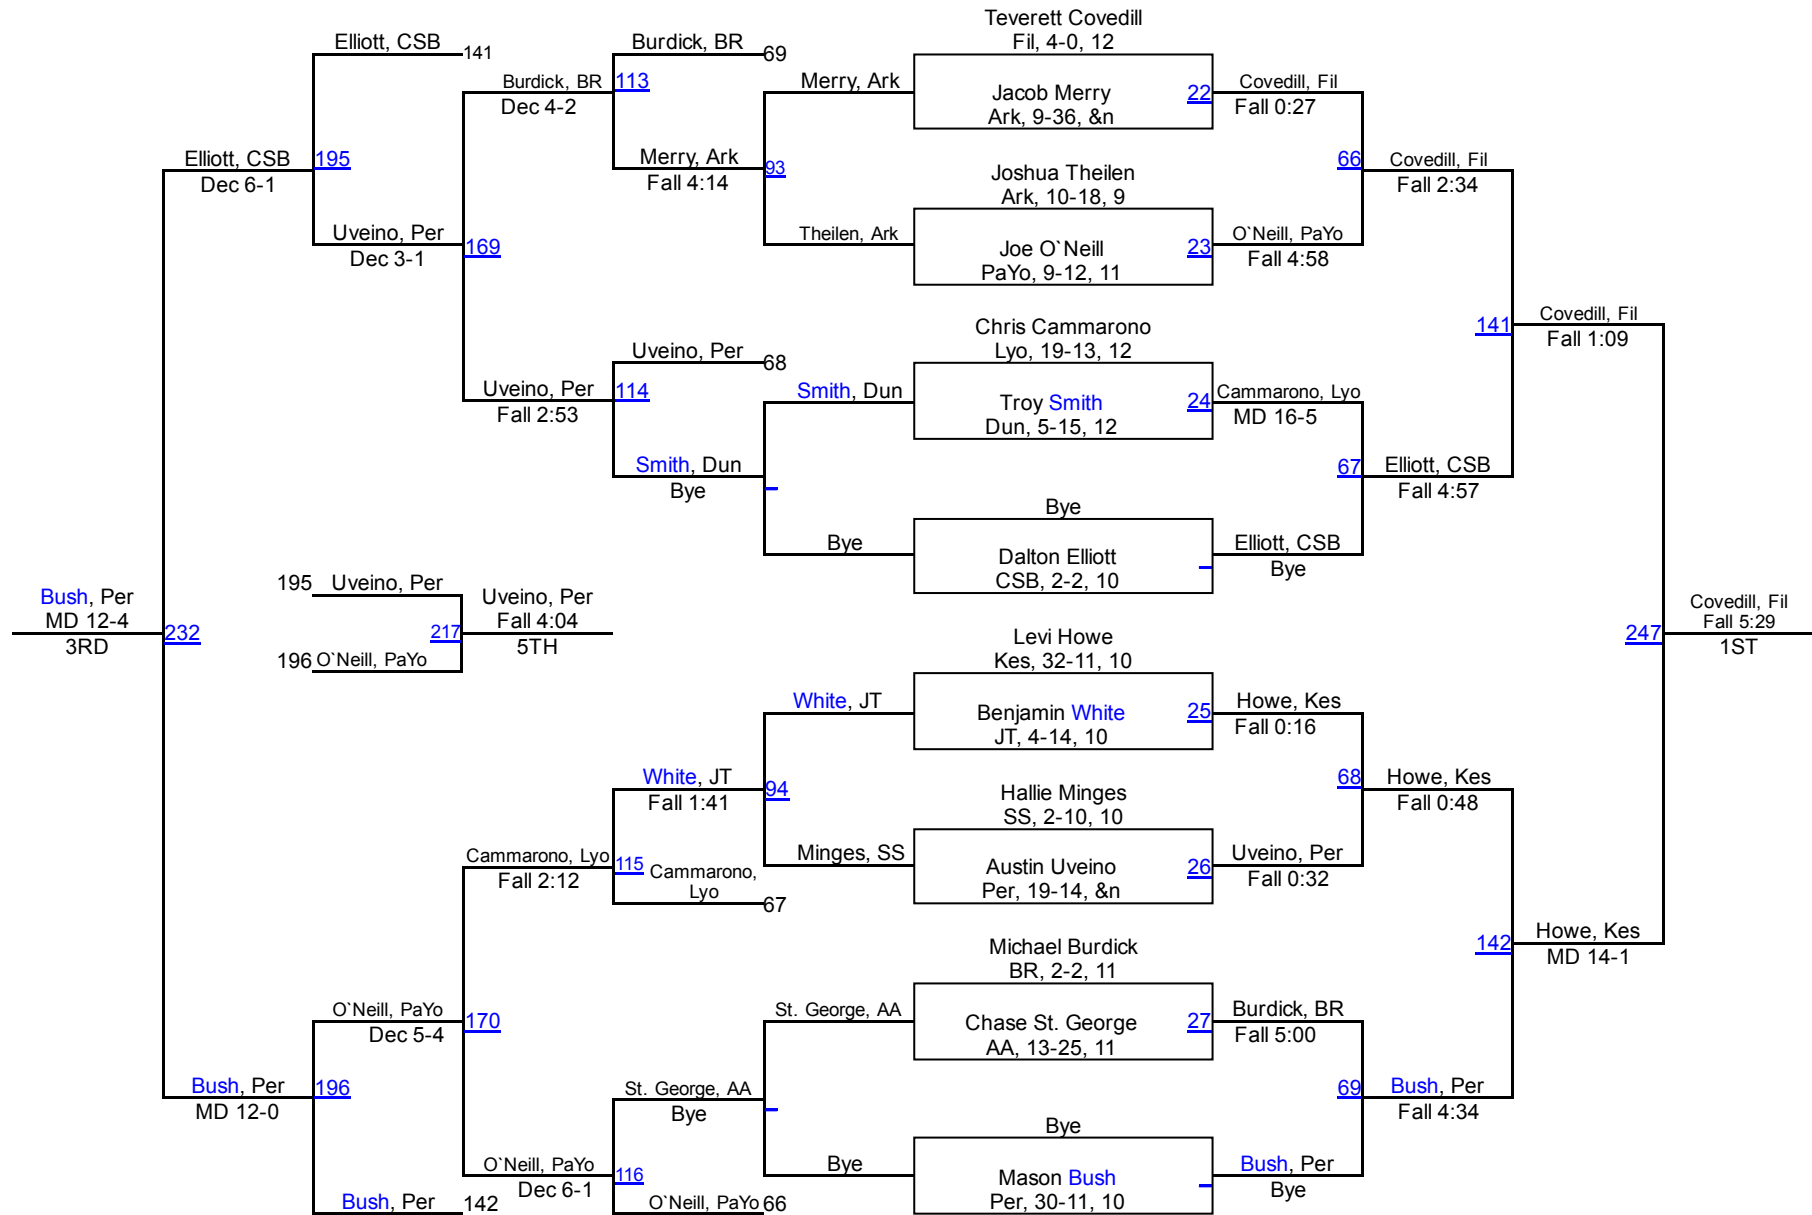 Teverett Covedill
Fil, 4-0, 12
Elliott, CSB
141
Burdick, BR
69
Burdick, BR
113
Dec 4-2
Merry, Ark
Jacob Merry
Ark, 9-36, &n
22
Covedill, Fil
Fall 0:27
Elliott, CSB
195
Dec 6-1
Merry, Ark
Fall 4:14
93
Joshua Theilen
Ark, 10-18, 9
66
Covedill, Fil
Fall 2:34
Uveino, Per
Dec 3-1
169
Theilen, Ark
Joe O`Neill
PaYo, 9-12, 11
23
O`Neill, PaYo
Fall 4:58
Chris Cammarono
Lyo, 19-13, 12
141
Covedill, Fil
Fall 1:09
Uveino, Per
68
Uveino, Per
Fall 2:53
114
Smith, Dun
Troy Smith
Dun, 5-15, 12
24
Cammarono, Lyo
MD 16-5
Smith, Dun
Bye
67
Elliott, CSB
Fall 4:57
Bye
Bye
Dalton Elliott
CSB, 2-2, 10
Elliott, CSB
Bye
195
Uveino, Per
Bush, Per
MD 12-4
3RD
232
217
Uveino, Per
Fall 4:04
5TH
196
O`Neill, PaYo
247
Covedill, Fil
Fall 5:29
1ST
Levi Howe
Kes, 32-11, 10
White, JT
Benjamin White
JT, 4-14, 10
25
Howe, Kes
Fall 0:16
White, JT
Fall 1:41
94
Hallie Minges
SS, 2-10, 10
68
Howe, Kes
Fall 0:48
Cammarono, Lyo
Fall 2:12
115
Cammarono,
Lyo
67
Minges, SS
Austin Uveino
Per, 19-14, &n
26
Uveino, Per
Fall 0:32
Michael Burdick
BR, 2-2, 11
142
Howe, Kes
MD 14-1
O`Neill, PaYo
Dec 5-4
170
St. George, AA
Chase St. George
AA, 13-25, 11
27
Burdick, BR
Fall 5:00
Bush, Per
MD 12-0
196
St. George, AA
Bye
69
Bush, Per
Fall 4:34
Bye
O`Neill, PaYo
Dec 6-1
116
Bye
Mason Bush
Per, 30-11, 10
Bush, Per
Bye
Bush, Per
142
O`Neill, PaYo
66